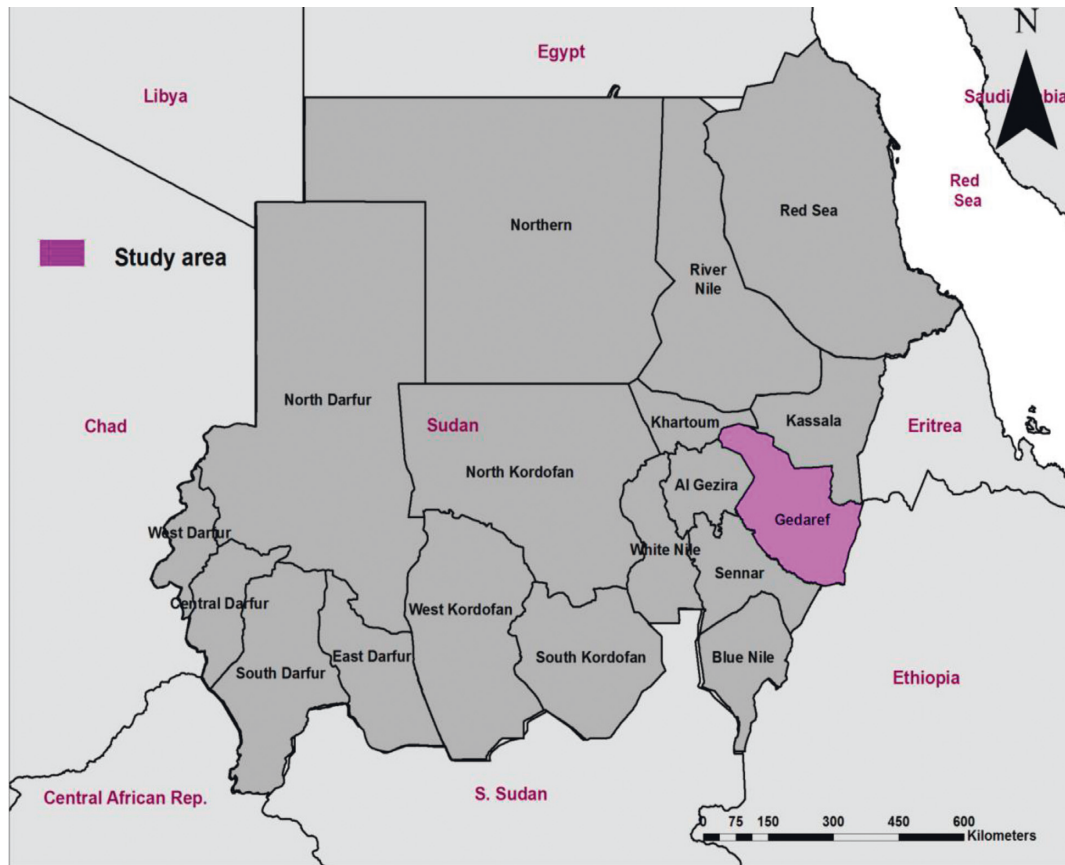 N
Egypt
Libya
Saudi Arabia
Red
Sea
Northern
Red Sea
Study area
River
Nile
North Darfur
Khartoum
Kassala
Chad
Sudan
Eritrea
North Kordofan
Al Gezira
Gedaref
West Darfur
White Nile
Sennar
Central Darfur
West Kordofan
East Darfur
South Kordofan
Blue Nile
South Darfur
Ethiopia
Central African Rep.
S. Sudan
0 75 150 300 450 600
Kilometers